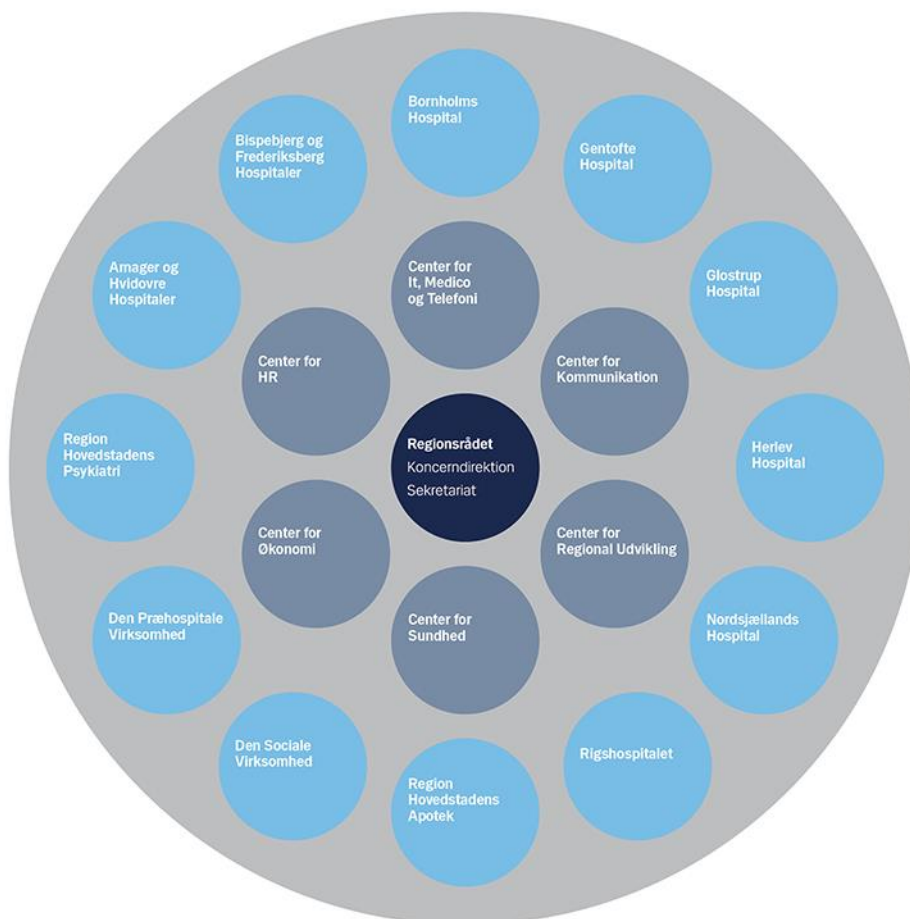 Bornholms
Hospital
Bispebjerg og
Frederiksberg
Hospitaler
Gentofte
Hospital
Amager og
Hvidovre
Hospitaler
Center for
It, Medico
og Telefoni
Glostrup
Hospital
Center for
HR
Center for
Kommunikation
Region
Hovedstadens
Psykiatri
Regionsrådet
Koncerndirektion
Sekretariat
Herlev
Hospital
Center for
Økonomi
Center for
Regional Udvikling
Den Præhospitale
Virksomhed
Center for
Sundhed
Nordsjællands
Hospital
Den Sociale
Virksomhed
Rigshospitalet
Region
Hovedstadens
Apotek